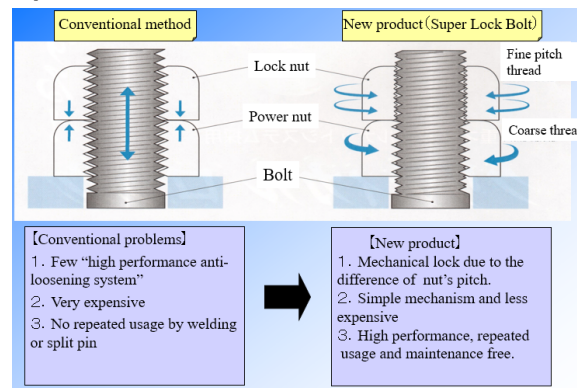 Conventional method
New product(Super Lock Bolt)
Lock nut
Fine pitch
thread
Power nut
Coarse threa
Bolt
【Conventional problems】
1. Few “high performance anti-
loosening system”
2. Very expensive
3. No repeated usage by welding
or split pin
【New product】
1. Mechanical lock due to the
difference of nut’s pitch.
2. Simple mechanism and less
expensive
3. High performance, repeated
usage and maintenance free.